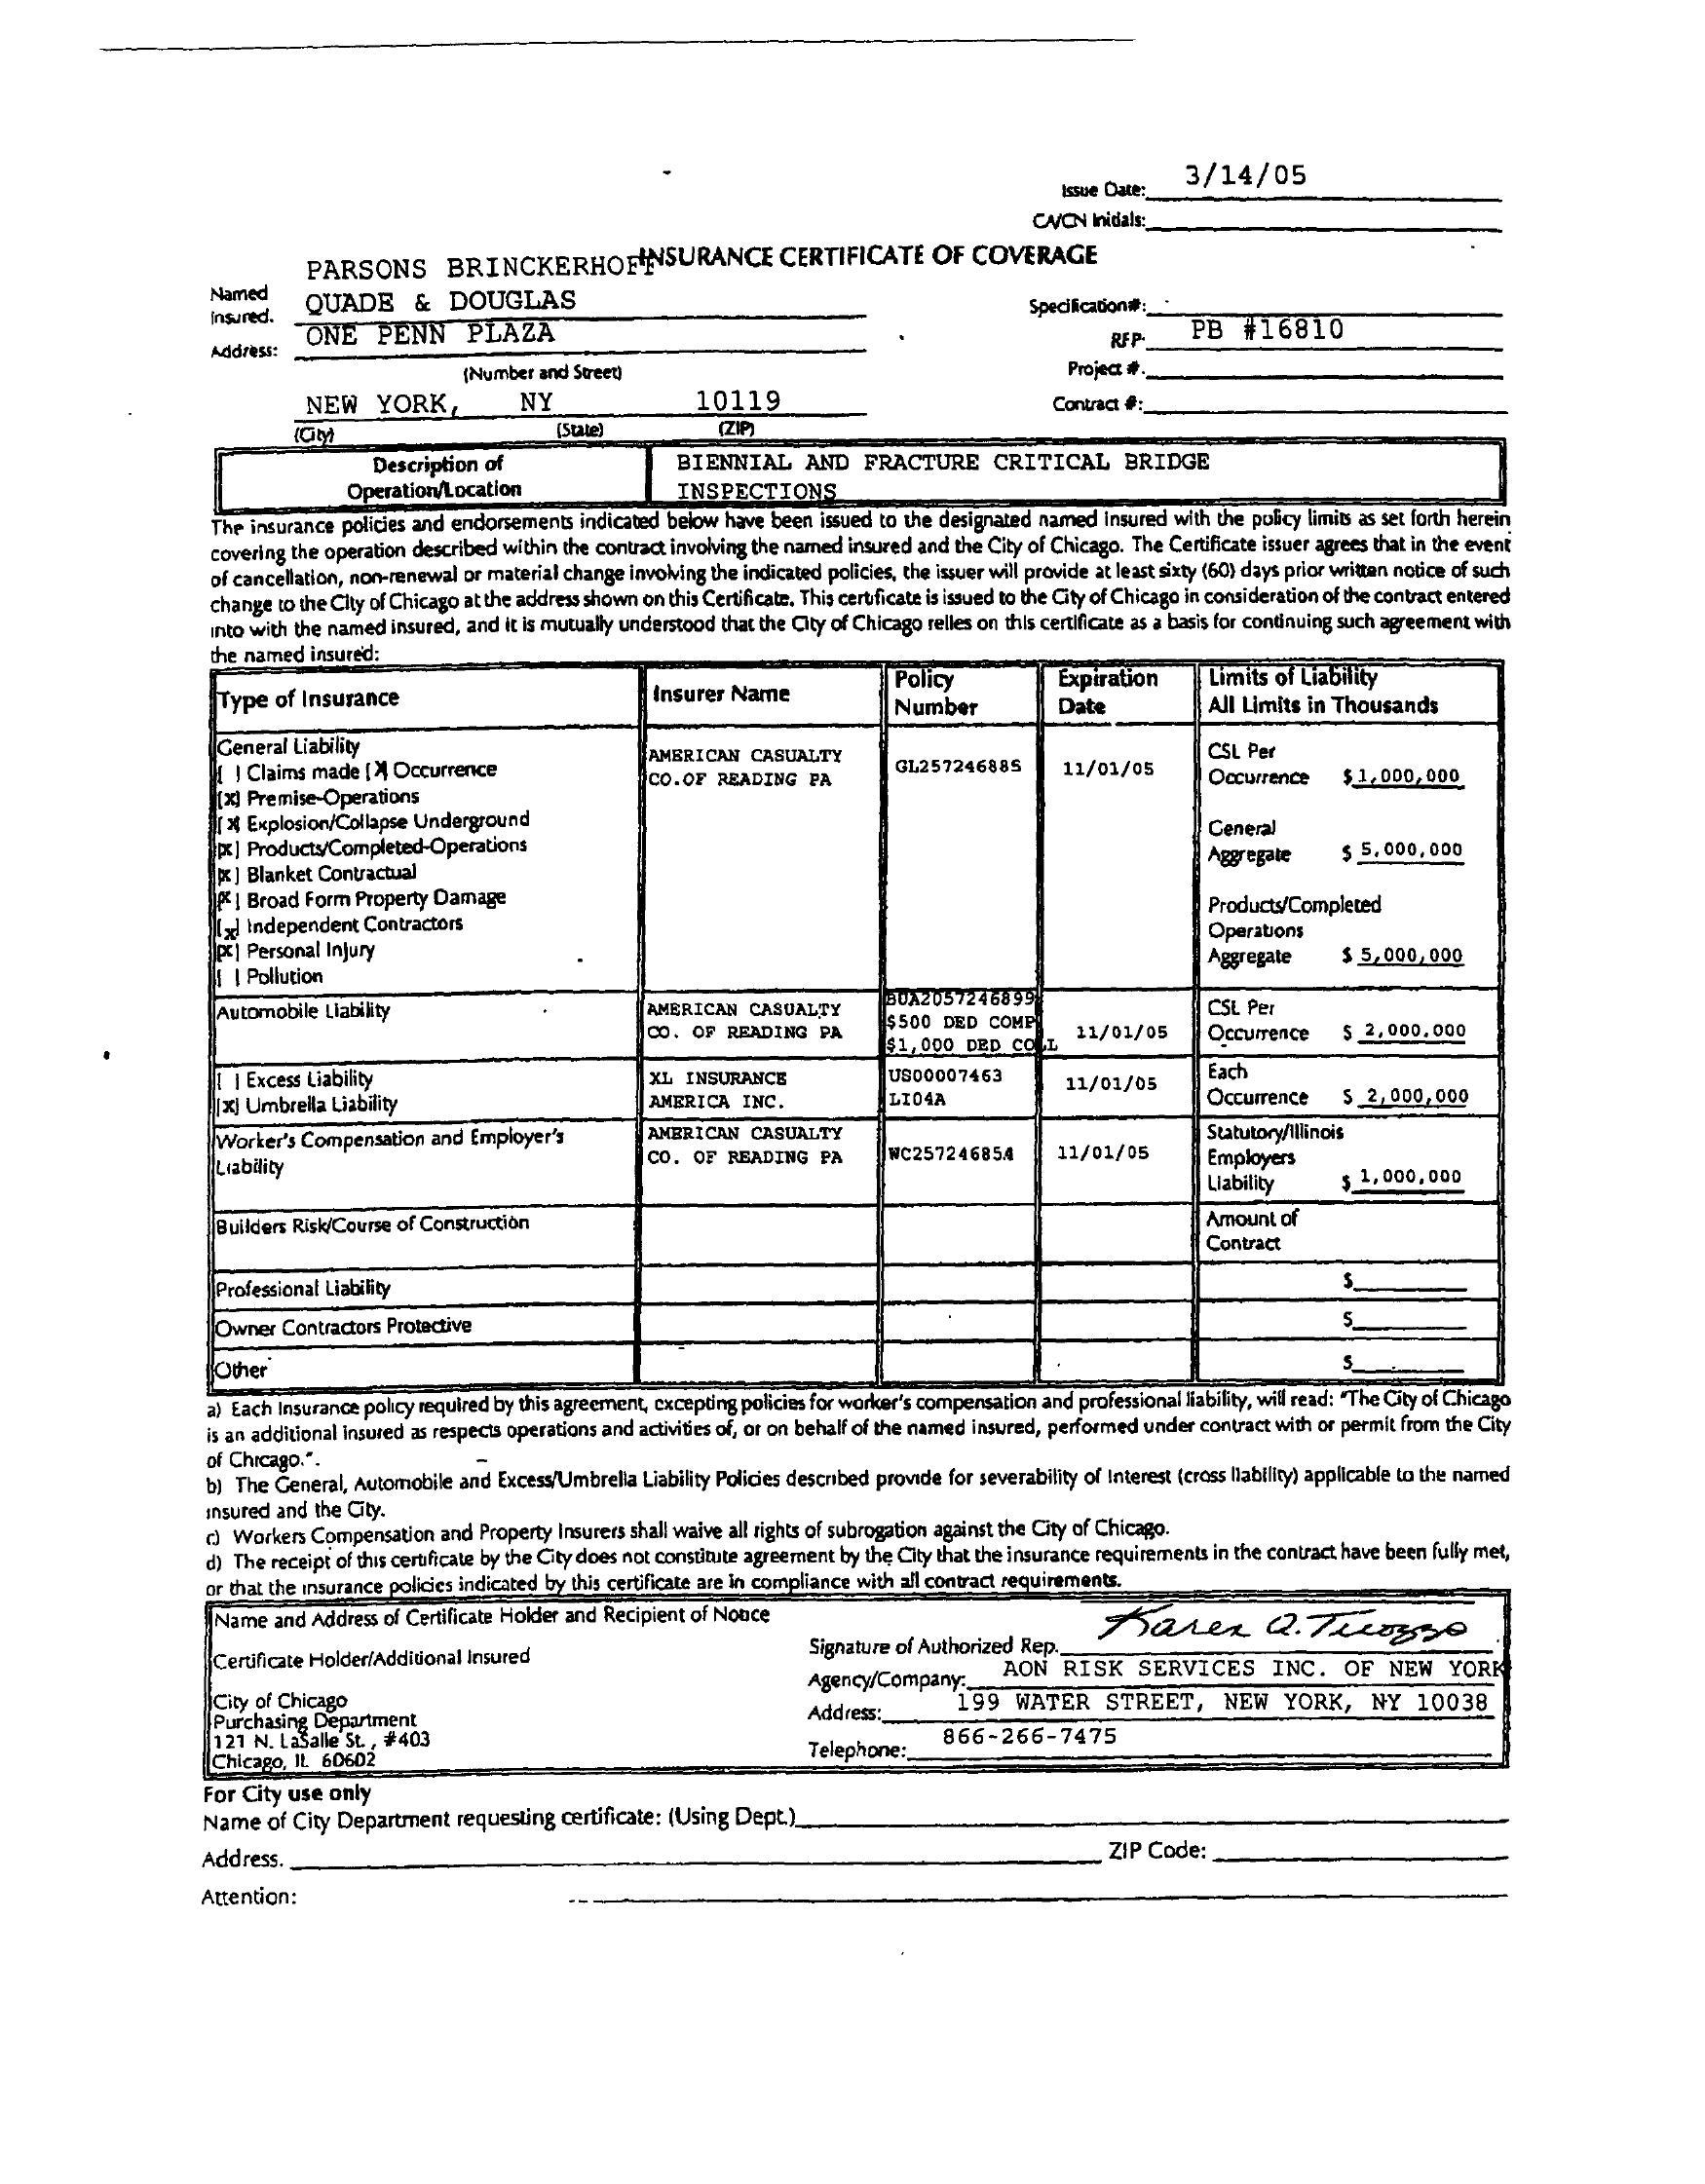 Issue Date: 3/14/05
CA/CN Initials:
INSURANCE CERTIFICATE OF COVERAGE
Named Insured. PARSONS BRINCKERHOFF
QUADE & DOUGLAS
Specification#:
Address: ONE PENN PLAZA
RFP. PB #16810
(Number and Street)
Project #.
NEW YORK, NY 10119
Contract #:
(City) (State) (ZIP)
Description of BIENNIAL AND FRACTURE CRITICAL BRIDGE
Operation/Location INSPECTIONS
The insurance policies and endorsements indicated below have been issued to the designated named insured with the policy limits as set forth herein
covering the operation described within the contract involving the named insured and the City of Chicago. The Certificate issuer agrees that in the event
of cancellation, non-renewal or material change involving the indicated policies, the issuer will provide at least sixty (60) days prior written notice of such
change to the City of Chicago at the address shown on this Certificate. This certificate is issued to the City of Chicago in consideration of the contract entered
into with the named insured, and it is mutually understood that the City of Chicago relies on this certificate as a basis for continuing such agreement with
the named insured:
Type of Insurance Insurer Name Policy Number Expiration Date Limits of Liability All Limits in Thousands
General Liability
[ ] Claims made [X] Occurrence
[X] Premise-Operations
[X] Explosion/Collapse Underground
[X] Products/Completed-Operations
[X] Blanket Contractual
[X] Broad Form Property Damage
[X] Independent Contractors
[X] Personal Injury
[ ] Pollution
AMERICAN CASUALTY
CO.OF READING PA
GL257246885
11/01/05
CSL Per
Occurrence $ 1,000,000
General
Aggregate $ 5,000,000
Products/Completed
Operations
Aggregate $ 5,000,000
Automobile Liability
AMERICAN CASUALTY
CO. OF READING PA
BUA2057246899
$500 DED COMP
$1,000 DED COLL
11/01/05
CSL Per
Occurrence $ 2,000,000
[ ] Excess Liability
[X] Umbrella Liability
XL INSURANCE
AMERICA INC.
US00007463
LI04A
11/01/05
Each
Occurrence $ 2,000,000
Worker's Compensation and Employer's
Liability
AMERICAN CASUALTY
CO. OF READING PA
WC257246854
11/01/05
Statutory/Illinois
Employers
Liability $ 1,000,000
Builders Risk/Course of Construction
Amount of
Contract
Professional Liability $
Owner Contractors Protective $
Other $
a) Each Insurance policy required by this agreement, excepting policies for worker's compensation and professional liability, will read: "The City of Chicago
is an additional insured as respects operations and activities of, or on behalf of the named insured, performed under contract with or permit from the City
of Chicago.".
b) The General, Automobile and Excess/Umbrella Liability Policies described provide for severability of Interest (cross liability) applicable to the named
insured and the City.
c) Workers Compensation and Property Insurers shall waive all rights of subrogation against the City of Chicago.
d) The receipt of this certificate by the City does not constitute agreement by the City that the insurance requirements in the contract have been fully met,
or that the insurance policies indicated by this certificate are in compliance with all contract requirements.
Name and Address of Certificate Holder and Recipient of Notice
Certificate Holder/Additional Insured
City of Chicago
Purchasing Department
121 N. LaSalle St., #403
Chicago, IL 60602
Signature of Authorized Rep. Karen A.
Agency/Company: AON RISK SERVICES INC. OF NEW YORK
Address: 199 WATER STREET, NEW YORK, NY 10038
Telephone: 866-266-7475
For City use only
Name of City Department requesting certificate: (Using Dept.)
Address. ZIP Code:
Attention: